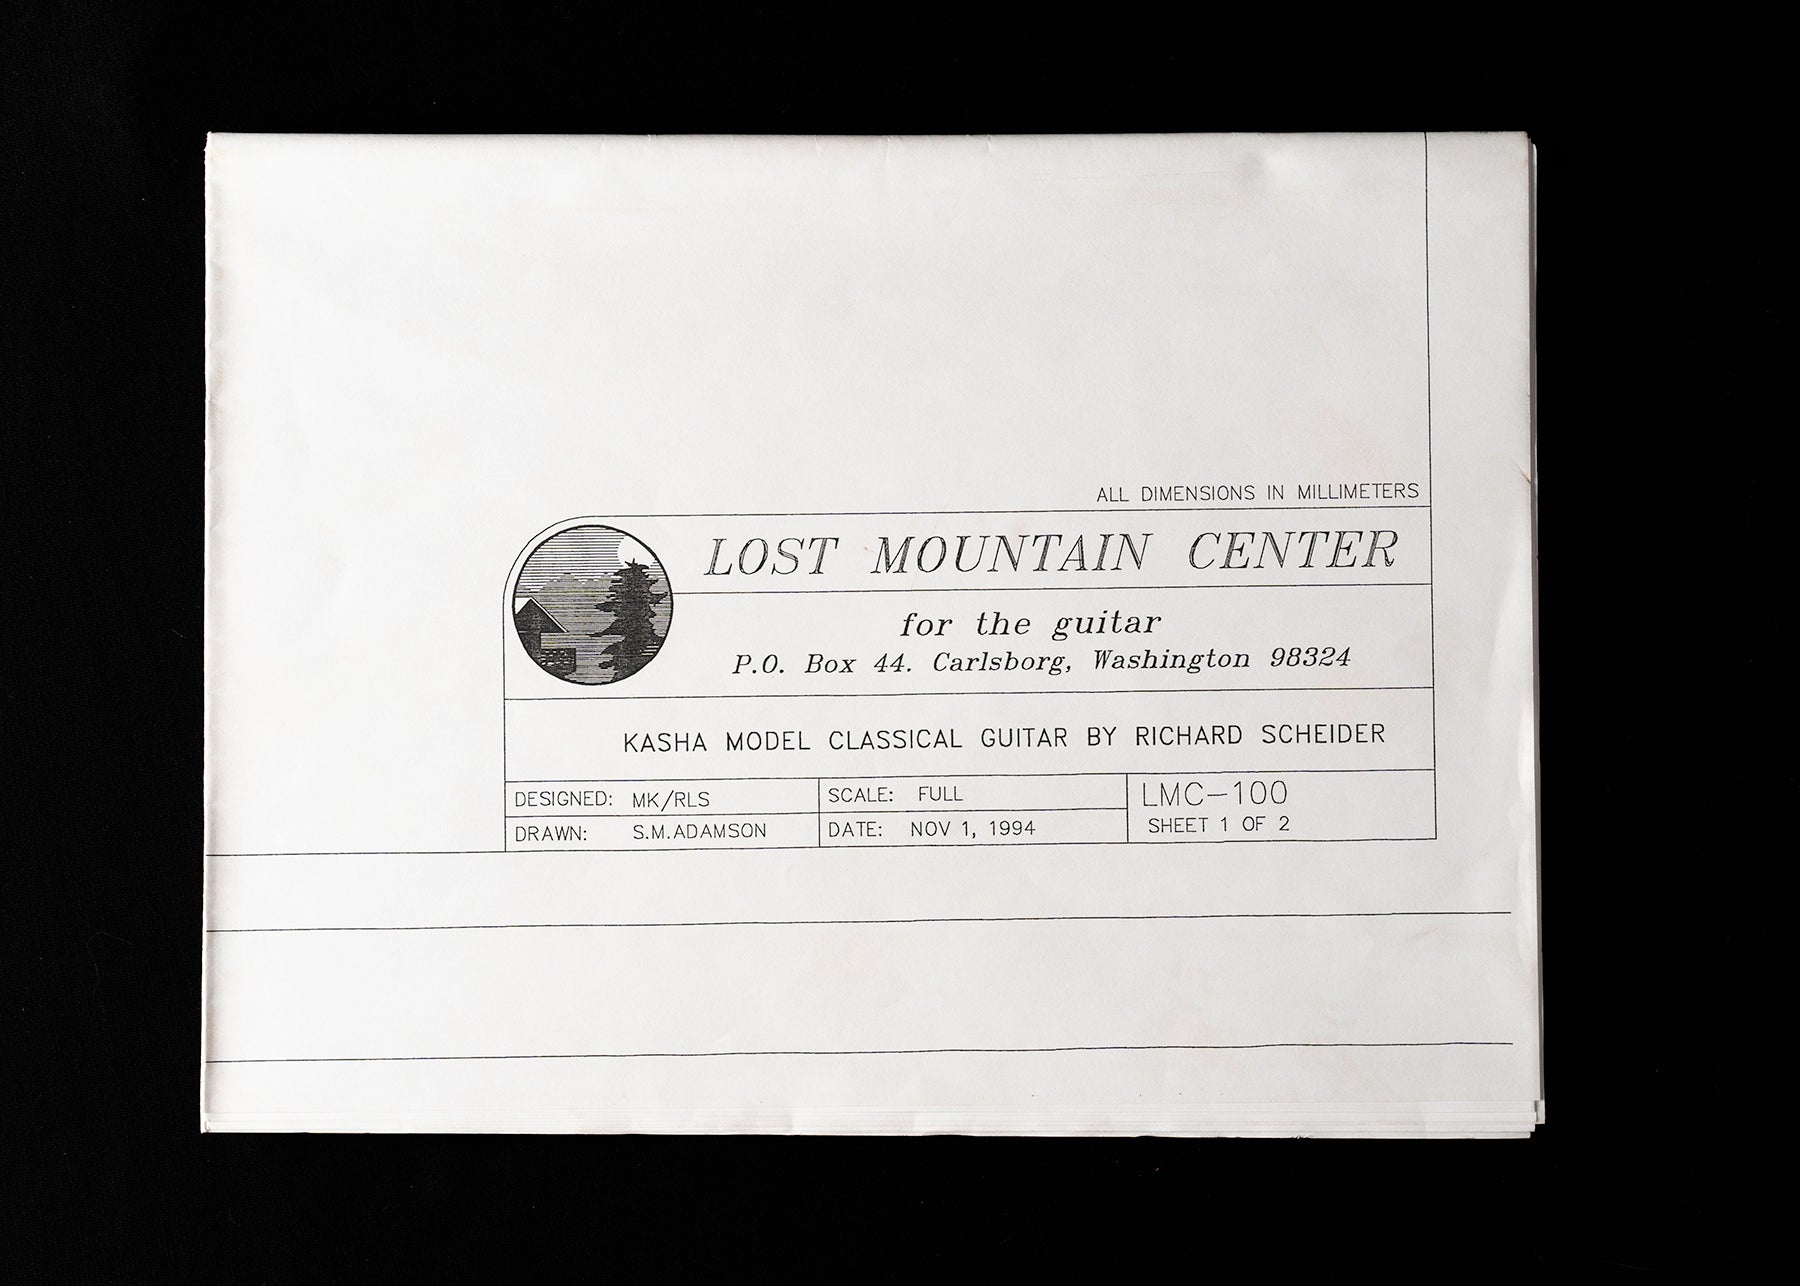 ALL DIMENSIONS IN MILLIMETERS
LOST MOUNTAIN CENTER
for the guitar
P.O. Box 44. Carlsborg, Washington 98324
KASHA MODEL CLASSICAL GUITAR BY RICHARD SCHEIDER
DESIGNED: MK/RLS
SCALE: FULL
LMC-100
DRAWN: S.M.ADAMSON
DATE: NOV 1, 1994
SHEET 1 OF 2